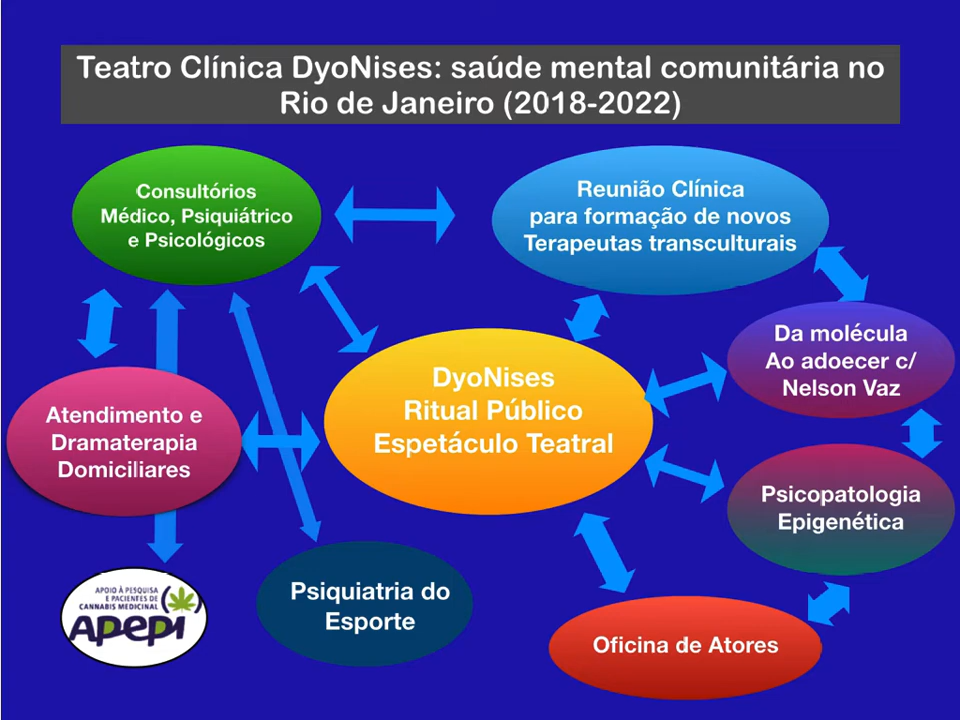 Teatro Clínica DyoNises: saúde mental comunitária no
Rio de Janeiro (2018-2022)
Consultórios
Médico, Psiquiátrico
e Psicológicos
Reunião Clínica
para formação de novos
Terapeutas transculturais
Da molécula
Ao adoecer c/
Nelson Vaz
DyoNises
Ritual Público
Espetáculo Teatral
Atendimento e
Dramaterapia
Domiciliares
Psicopatologia
Epigenética
APOIO À PESQUISA
E PACIENTES DE
CANNABIS MEDICINAL
APEPI
Psiquiatria do
Esporte
Oficina de Atores